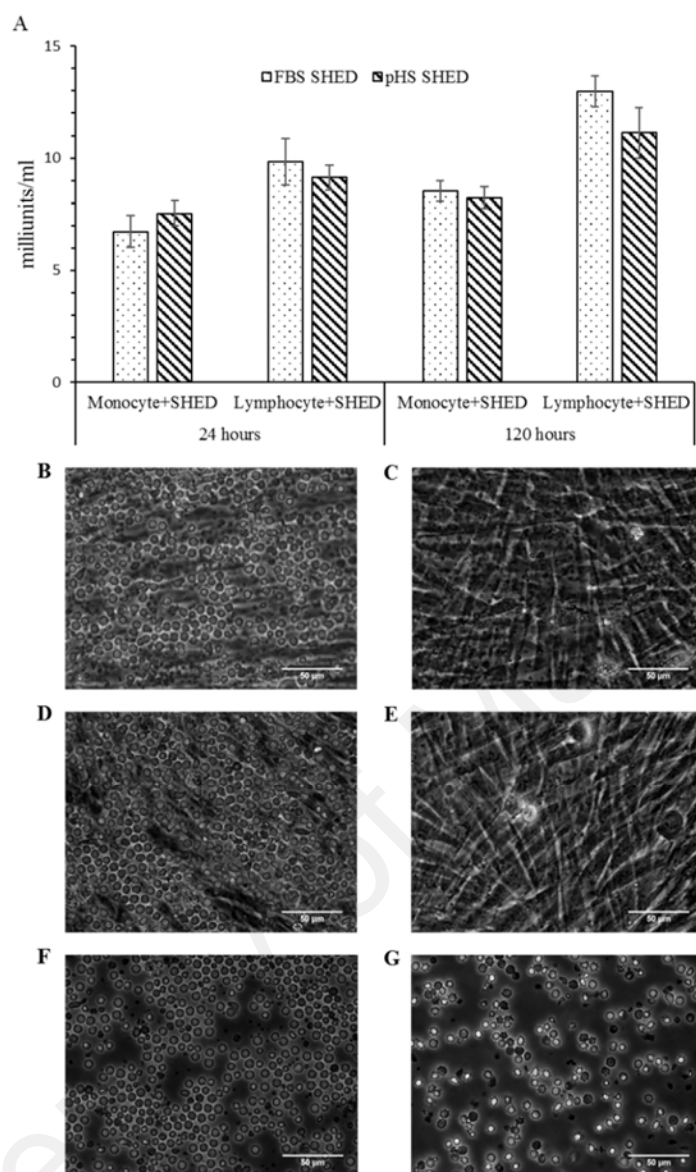 A
15
FBS SHED pHS SHED
10
milliunits/ml
5
0
Monocyte+SHED Lymphocyte+SHED Monocyte+SHED Lymphocyte+SHED
24 hours 120 hours
B C
50 µm 50 µm
D E
50 µm 50 µm
F G
50 µm 50 µm